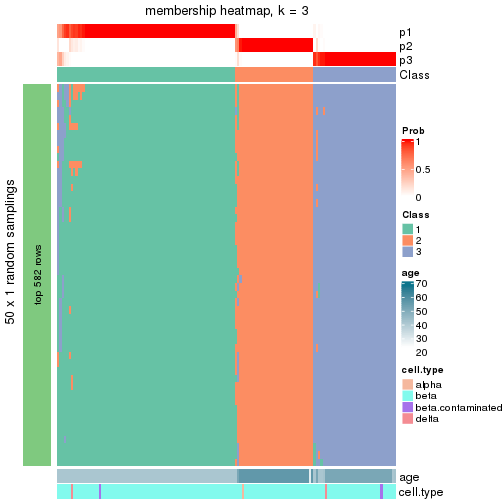 membership heatmap, k = 3
p1
p2
p3
Class
50 x 1 random samplings
top 582 rows
Prob
1
0.5
0
Class
1
2
3
age
70
60
50
40
30
20
cell.type
alpha
beta
beta.contaminated
delta
age
cell.type